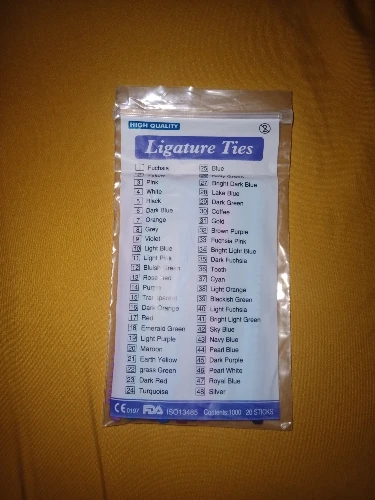 HIGH QUALITY
2
Ligature Ties
1 Fuchsia
3 Pink
4 White
5 Black
6 Dark Blue
7 Orange
8 Grey
9 Violet
10 Light Blue
11 Light Pink
12 Bluish Green
13 Rose Red
14 Purple
15 Transparent
16 Dark Orange
17 Red
18 Emerald Green
19 Light Purple
20 Maroon
21 Earth Yellow
22 grass Green
23 Dark Red
24 Turquoise
25 Blue
27 Bright Dark Blue
28 Lake Blue
29 Dark Green
30 Coffee
31 Gold
32 Brown Purple
33 Fuchsia Pink
34 Bright Light Blue
35 Dark Fuchsia
36 Tooth
37 Cyan
38 Light Orange
39 Blackish Green
40 Light Fuchsia
41 Bright Light Green
42 Sky Blue
43 Navy Blue
44 Pearl Blue
45 Dark Purple
46 Pearl White
47 Royal Blue
48 Silver
CE 0197 FDA ISO13485 Contents:1000 20 STICKS